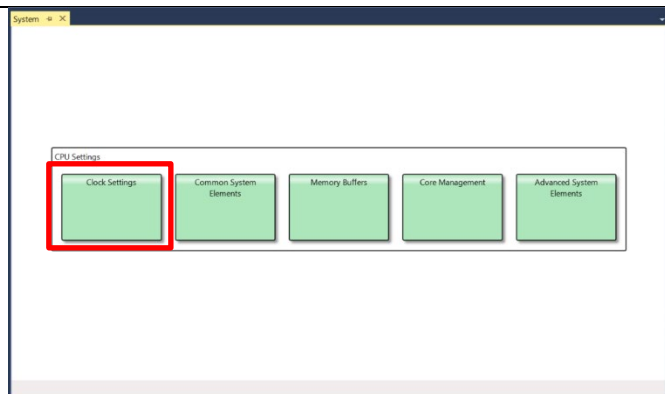 System
CPU Settings
Clock Settings
Common System
Elements
Memory Buffers
Core Management
Advanced System
Elements